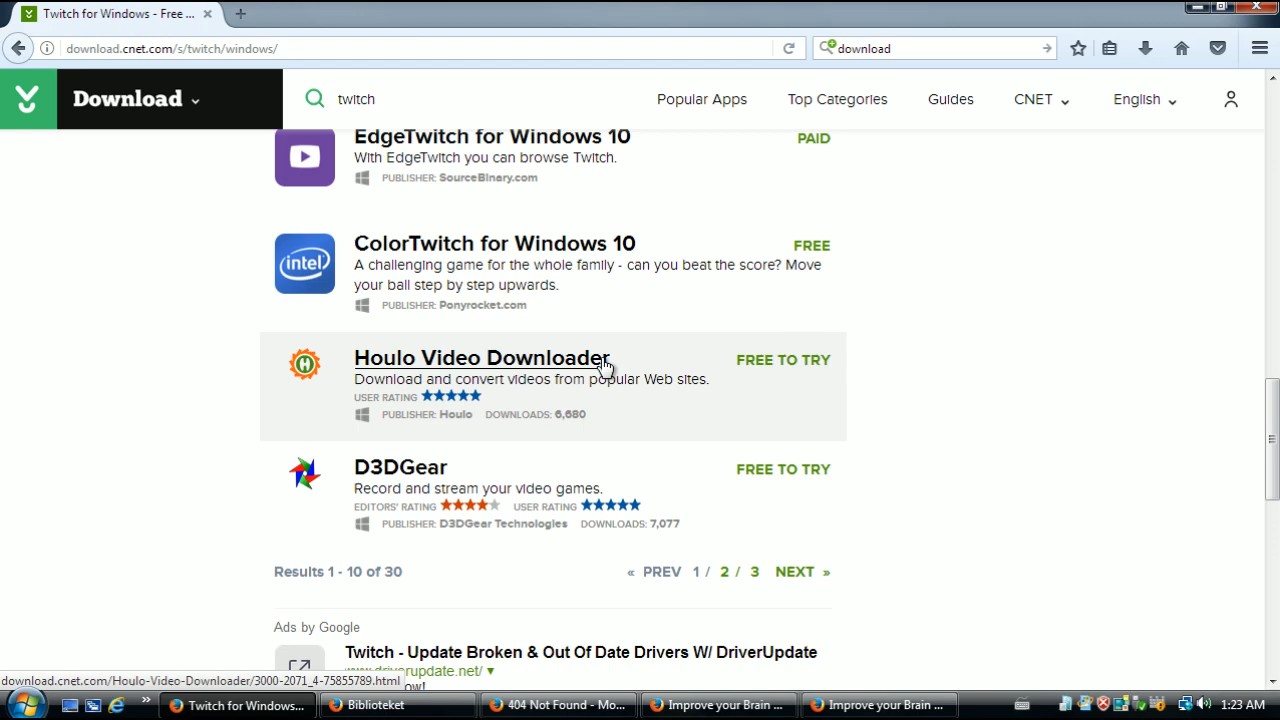 Twitch for Windows - Free ...
download.cnet.com/s/twitch/windows/
download
Download
twitch
Popular Apps
Top Categories
Guides
CNET
English
EdgeTwitch for Windows 10
PAID
With EdgeTwitch you can browse Twitch.
PUBLISHER: SourceBinary.com
ColorTwitch for Windows 10
FREE
intel
A challenging game for the whole family - can you beat the score? Move
your ball step by step upwards.
PUBLISHER: Ponyrocket.com
Houlo Video Downloader
FREE TO TRY
H
Download and convert videos from popular Web sites.
USER RATING
PUBLISHER: Houlo DOWNLOADS: 6,680
D3DGear
FREE TO TRY
Record and stream your video games.
EDITORS' RATING USER RATING
PUBLISHER: D3DGear Technologies DOWNLOADS: 7,077
Results 1 - 10 of 30
« PREV 1 / 2 / 3 NEXT »
Ads by Google
Twitch - Update Broken & Out Of Date Drivers W/ DriverUpdate
www.driverupdate.net/
download.cnet.com/Houlo-Video-Downloader/3000-2071_4-75855789.html
Twitch for Windows...
Biblioteket
404 Not Found - Mo...
Improve your Brain ...
Improve your Brain ...
1:23 AM